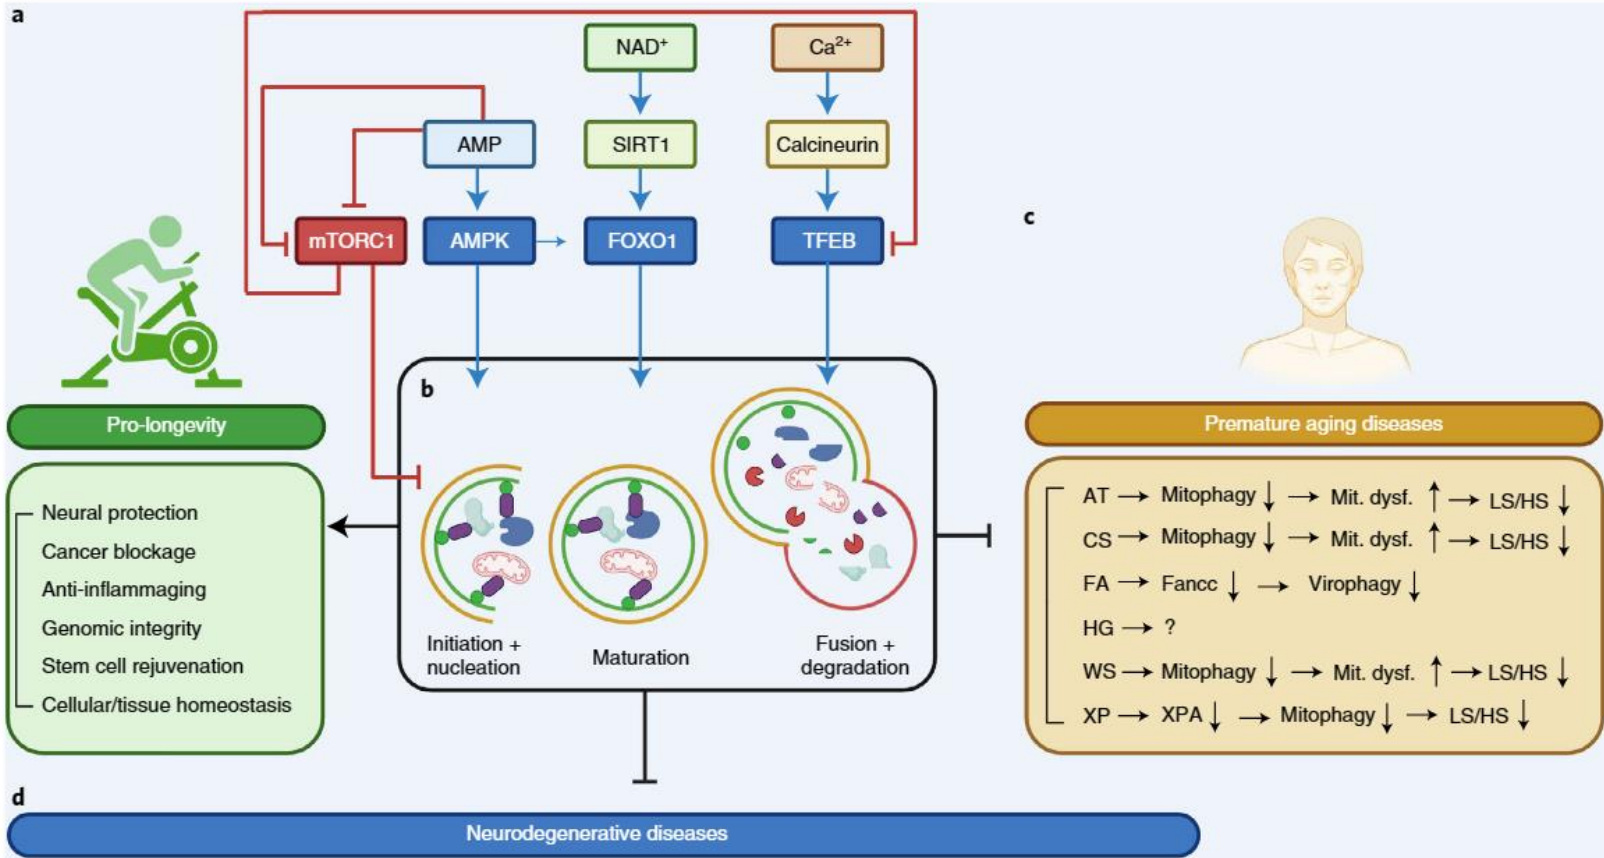 a
NAD⁺
Ca²⁺
AMP
SIRT1
Calcineurin
mTORC1
AMPK
FOXO1
TFEB
b
Initiation +
nucleation
Maturation
Fusion +
degradation
Pro-longevity
Neural protection
Cancer blockage
Anti-inflammaging
Genomic integrity
Stem cell rejuvenation
Cellular/tissue homeostasis
c
Premature aging diseases
AT → Mitophagy ↓ → Mit. dysf. ↑ → LS/HS ↓
CS → Mitophagy ↓ → Mit. dysf. ↑ → LS/HS ↓
FA → Fancc ↓ → Virophagy ↓
HG → ?
WS → Mitophagy ↓ → Mit. dysf. ↑ → LS/HS ↓
XP → XPA ↓ → Mitophagy ↓ → LS/HS ↓
d
Neurodegenerative diseases